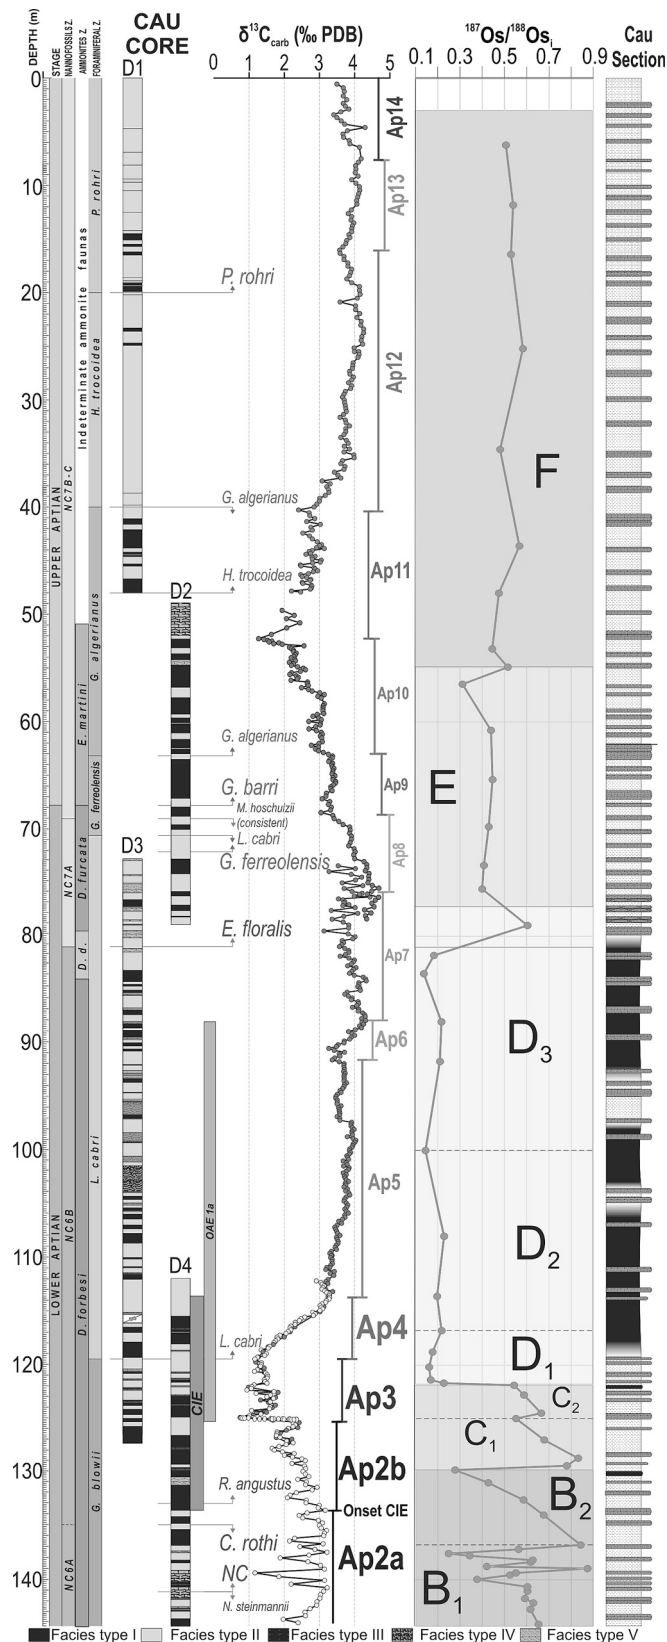 DEPTH (m)
STAGE
NANNOFOSSILS Z.
AMMONITES Z.
FORAMINIFERAL Z.
CAU
CORE
δ¹³C carb (‰ PDB)
0 1 2 3 4 5
¹⁸⁷Os/¹⁸⁸Os i
0.1 0.3 0.5 0.7 0.9
Cau
Section
D1
D2
D3
D4
0
10
20
30
40
50
60
70
80
90
100
110
120
130
140
UPPER APTIAN
LOWER APTIAN
NC7B-C
NC7A
NC6B
NC6A
Indeterminate ammonite faunas
E. martini
D. furcata
D. d.
D. forbesi
P. rohri
H. trocoidea
G. algerianus
G. ferreolensis
L. cabri
G. blowii
OAE 1a
CIE
P. rohri
G. algerianus
H. trocoidea
G. algerianus
G. barri
M. hoschuizii
(consistent)
L. cabri
G. ferreolensis
E. floralis
L. cabri
R. angustus
C. rothi
NC
N. steinmannii
Ap14
Ap13
Ap12
Ap11
Ap10
Ap9
Ap8
Ap7
Ap6
Ap5
Ap4
Ap3
Ap2b
Onset CIE
Ap2a
F
E
D3
D2
D1
C2
C1
B2
B1
Facies type I Facies type II Facies type III Facies type IV Facies type V